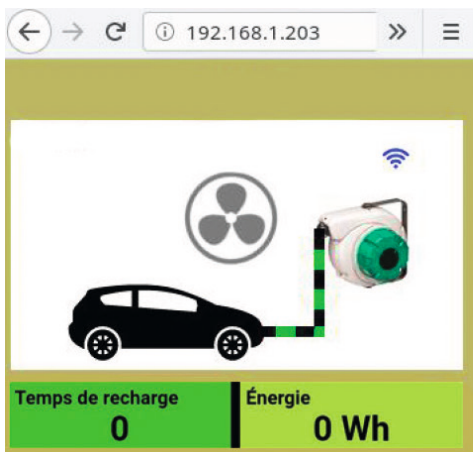 192.168.1.203
Temps de recharge
0
Énergie
0 Wh